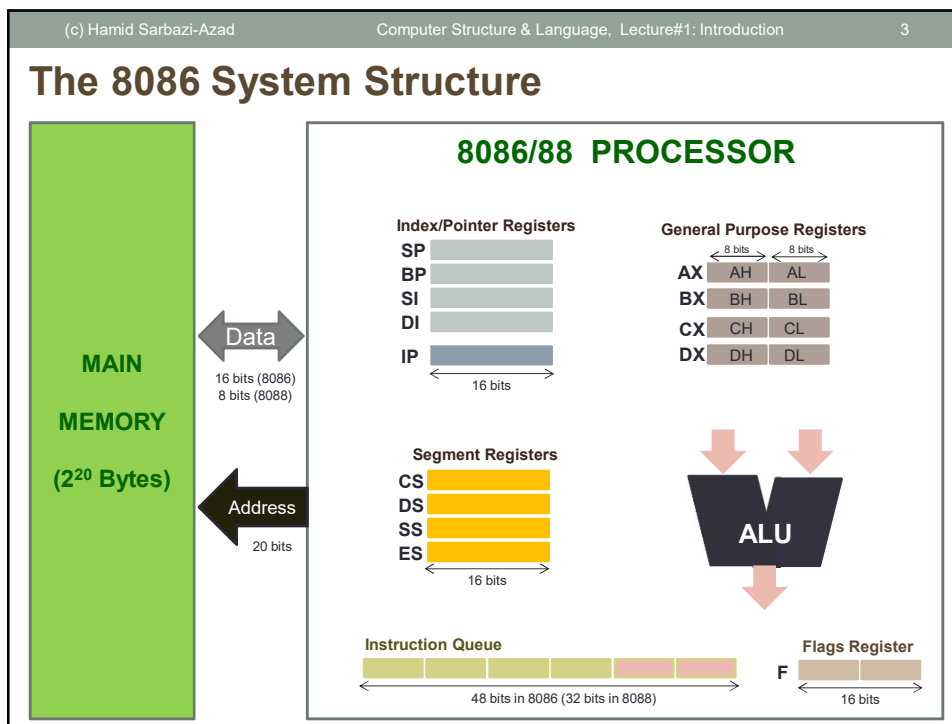 (c) Hamid Sarbazi-Azad Computer Structure & Language, Lecture#1: Introduction 3
The 8086 System Structure
MAIN
MEMORY
(2²⁰ Bytes)
Data
16 bits (8086)
8 bits (8088)
Address
20 bits
8086/88 PROCESSOR
Index/Pointer Registers
SP
BP
SI
DI
IP
16 bits
General Purpose Registers
8 bits 8 bits
AX AH AL
BX BH BL
CX CH CL
DX DH DL
Segment Registers
CS
DS
SS
ES
16 bits
ALU
Instruction Queue
48 bits in 8086 (32 bits in 8088)
Flags Register
F
16 bits